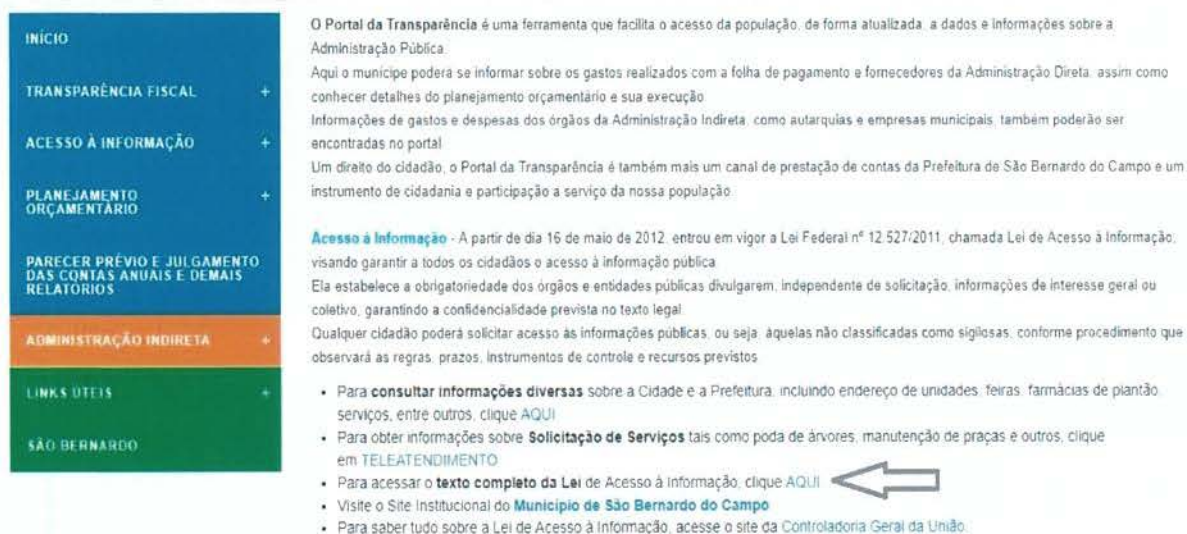 INÍCIO
TRANSPARÊNCIA FISCAL +
ACESSO À INFORMAÇÃO +
PLANEJAMENTO +
ORÇAMENTÁRIO
PARECER PRÉVIO E JULGAMENTO
DAS CONTAS ANUAIS E DEMAIS
RELATÓRIOS
ADMINISTRAÇÃO INDIRETA +
LINKS ÚTEIS +
SÃO BERNARDO
O Portal da Transparência é uma ferramenta que facilita o acesso da população, de forma atualizada, a dados e informações sobre a
Administração Pública.
Aqui o munícipe podera se informar sobre os gastos realizados com a folha de pagamento e fornecedores da Administração Direta, assim como
conhecer detalhes do planejamento orçamentário e sua execução
Informações de gastos e despesas dos órgãos da Administração Indireta, como autarquias e empresas municipais, também poderão ser
encontradas no portal
Um direito do cidadão, o Portal da Transparência é também mais um canal de prestação de contas da Prefeitura de São Bernardo do Campo e um
instrumento de cidadania e participação a serviço da nossa população
Acesso à Informação - A partir de dia 16 de maio de 2012, entrou em vigor a Lei Federal nº 12.527/2011, chamada Lei de Acesso à Informação,
visando garantir a todos os cidadãos o acesso à informação pública
Ela estabelece a obrigatoriedade dos órgãos e entidades públicas divulgarem, independente de solicitação, informações de interesse geral ou
coletivo, garantindo a confidencialidade prevista no texto legal
Qualquer cidadão poderá solicitar acesso às informações públicas, ou seja, àquelas não classificadas como sigilosas, conforme procedimento que
observará as regras, prazos, instrumentos de controle e recursos previstos
• Para consultar informações diversas sobre a Cidade e a Prefeitura, incluindo endereço de unidades, feiras, farmácias de plantão,
serviços, entre outros, clique AQUI
• Para obter informações sobre Solicitação de Serviços tais como poda de árvores, manutenção de praças e outros, clique
em TELEATENDIMENTO
• Para acessar o texto completo da Lei de Acesso à Informação, clique AQUI
• Visite o Site Institucional do Município de São Bernardo do Campo
• Para saber tudo sobre a Lei de Acesso à Informação, acesse o site da Controladoria Geral da União.